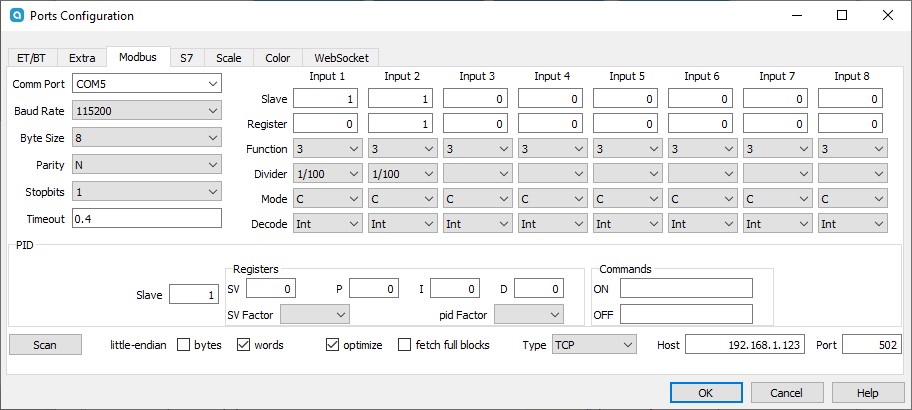 Ports Configuration
ET/BT Extra Modbus S7 Scale Color WebSocket
Input 1 Input 2 Input 3 Input 4 Input 5 Input 6 Input 7 Input 8
Comm Port COM5 Slave 1 1 0 0 0 0 0 0
Baud Rate 115200 Register 0 1 0 0 0 0 0 0
Byte Size 8 Function 3 3 3 3 3 3 3 3
Parity N Divider 1/100 1/100
Stopbits 1 Mode C C C C C C C C
Timeout 0.4 Decode Int Int Int Int Int Int Int Int
PID
Registers Commands
Slave 1 SV 0 P 0 I 0 D 0 ON
SV Factor pid Factor OFF
Scan little-endian bytes words optimize fetch full blocks Type TCP Host 192.168.1.123 Port 502
OK Cancel Help